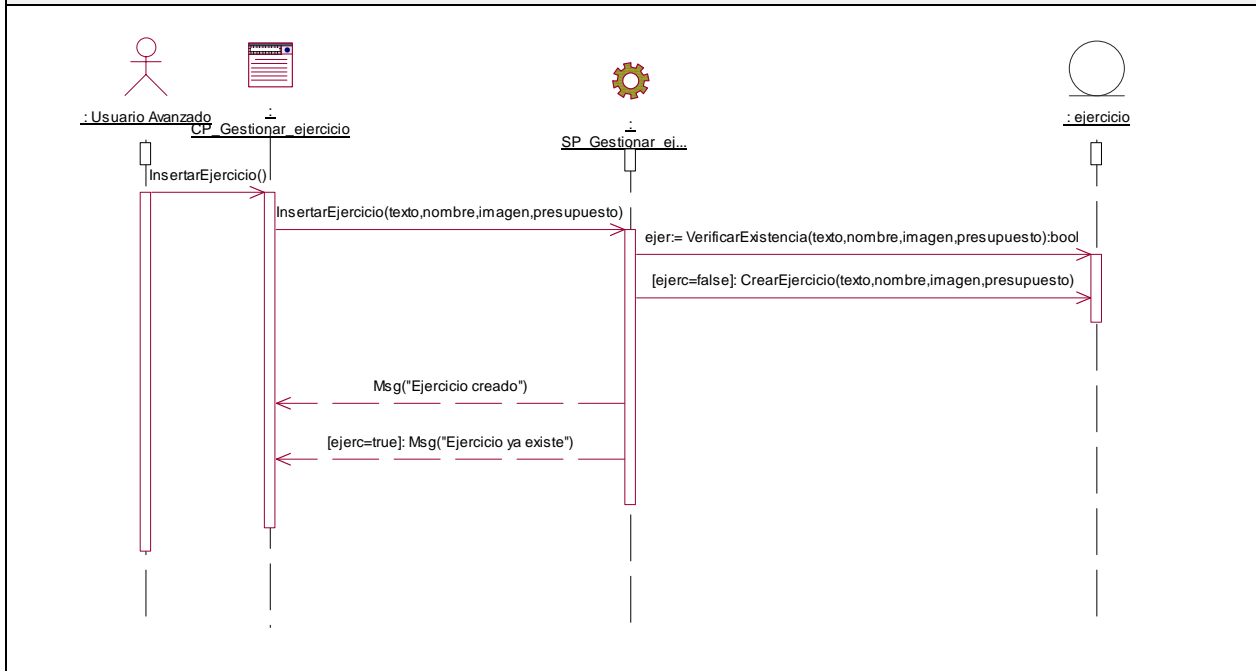 : Usuario Avanzado
:
CP_Gestionar_ejercicio
:
SP_Gestionar_ej...
: ejercicio
InsertarEjercicio()
InsertarEjercicio(texto,nombre,imagen,presupuesto)
ejer:= VerificarExistencia(texto,nombre,imagen,presupuesto):bool
[ejerc=false]: CrearEjercicio(texto,nombre,imagen,presupuesto)
Msg("Ejercicio creado")
[ejerc=true]: Msg("Ejercicio ya existe")